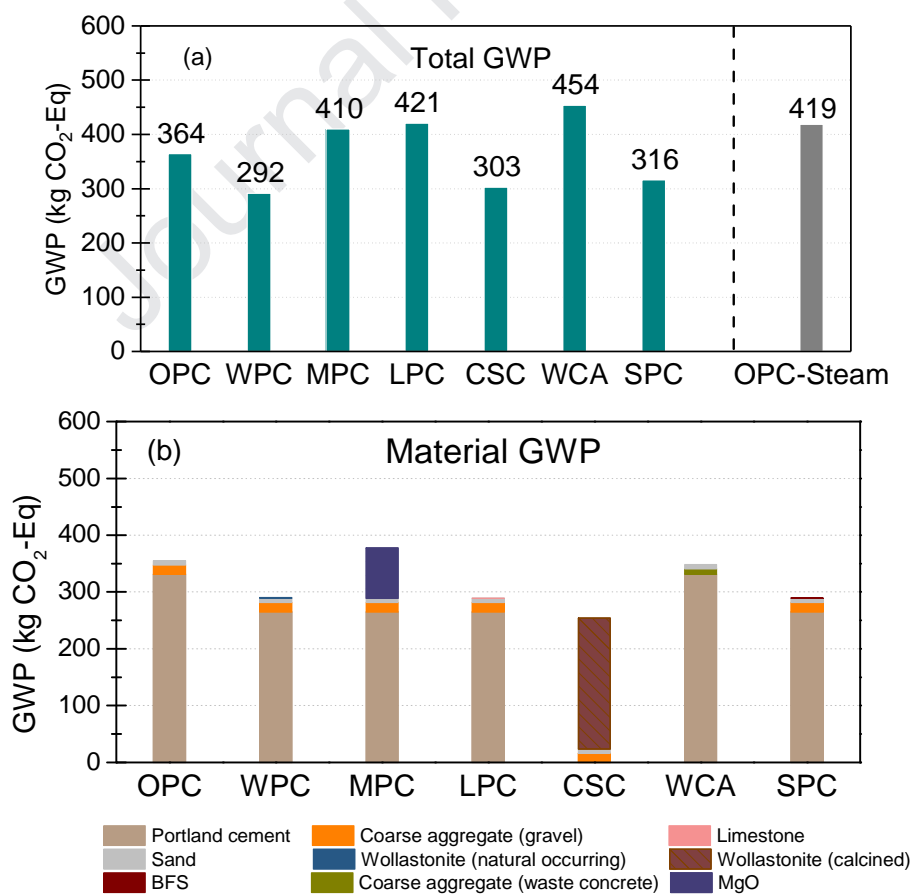 600
(a)
Total GWP
500
454
421
419
410
400
364
GWP (kg CO2-Eq)
303
316
292
300
200
100
0
OPC WPC MPC LPC CSC WCA SPC OPC-Steam
600
(b)
Material GWP
500
400
GWP (kg CO2-Eq)
300
200
100
0
OPC WPC MPC LPC CSC WCA SPC
Portland cement Coarse aggregate (gravel) Limestone
Sand Wollastonite (natural occurring) Wollastonite (calcined)
BFS Coarse aggregate (waste concrete) MgO
Journal